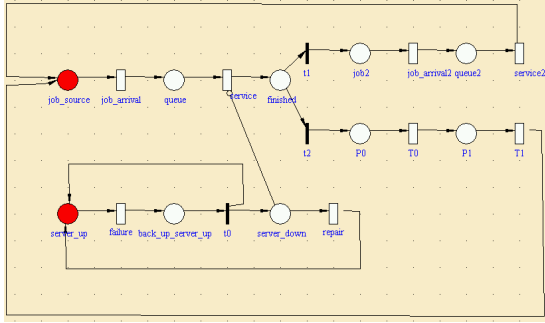 job_source
job_arrival
queue
service
finished
t1
job2
job_arrival2
queue2
service2
t2
P0
T0
P1
T1
server_up
failure
back_up_server_up
t0
server_down
repair